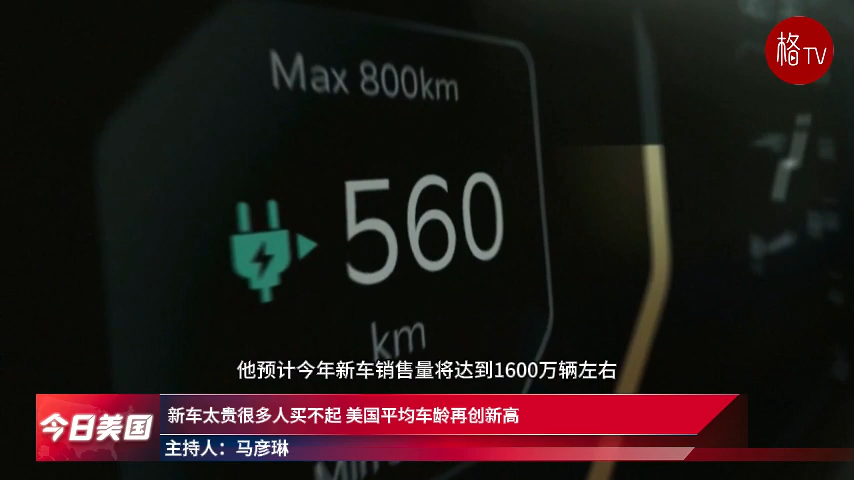 格TV
Max 800km
560
km
他预计今年新车销售量将达到1600万辆左右
今日美国
新车太贵很多人买不起 美国平均车龄再创新高
主持人：马彦琳